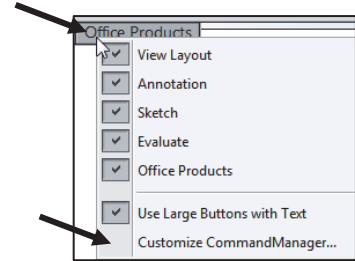 Office Products
View Layout
Annotation
Sketch
Evaluate
Office Products
Use Large Buttons with Text
Customize CommandManager...